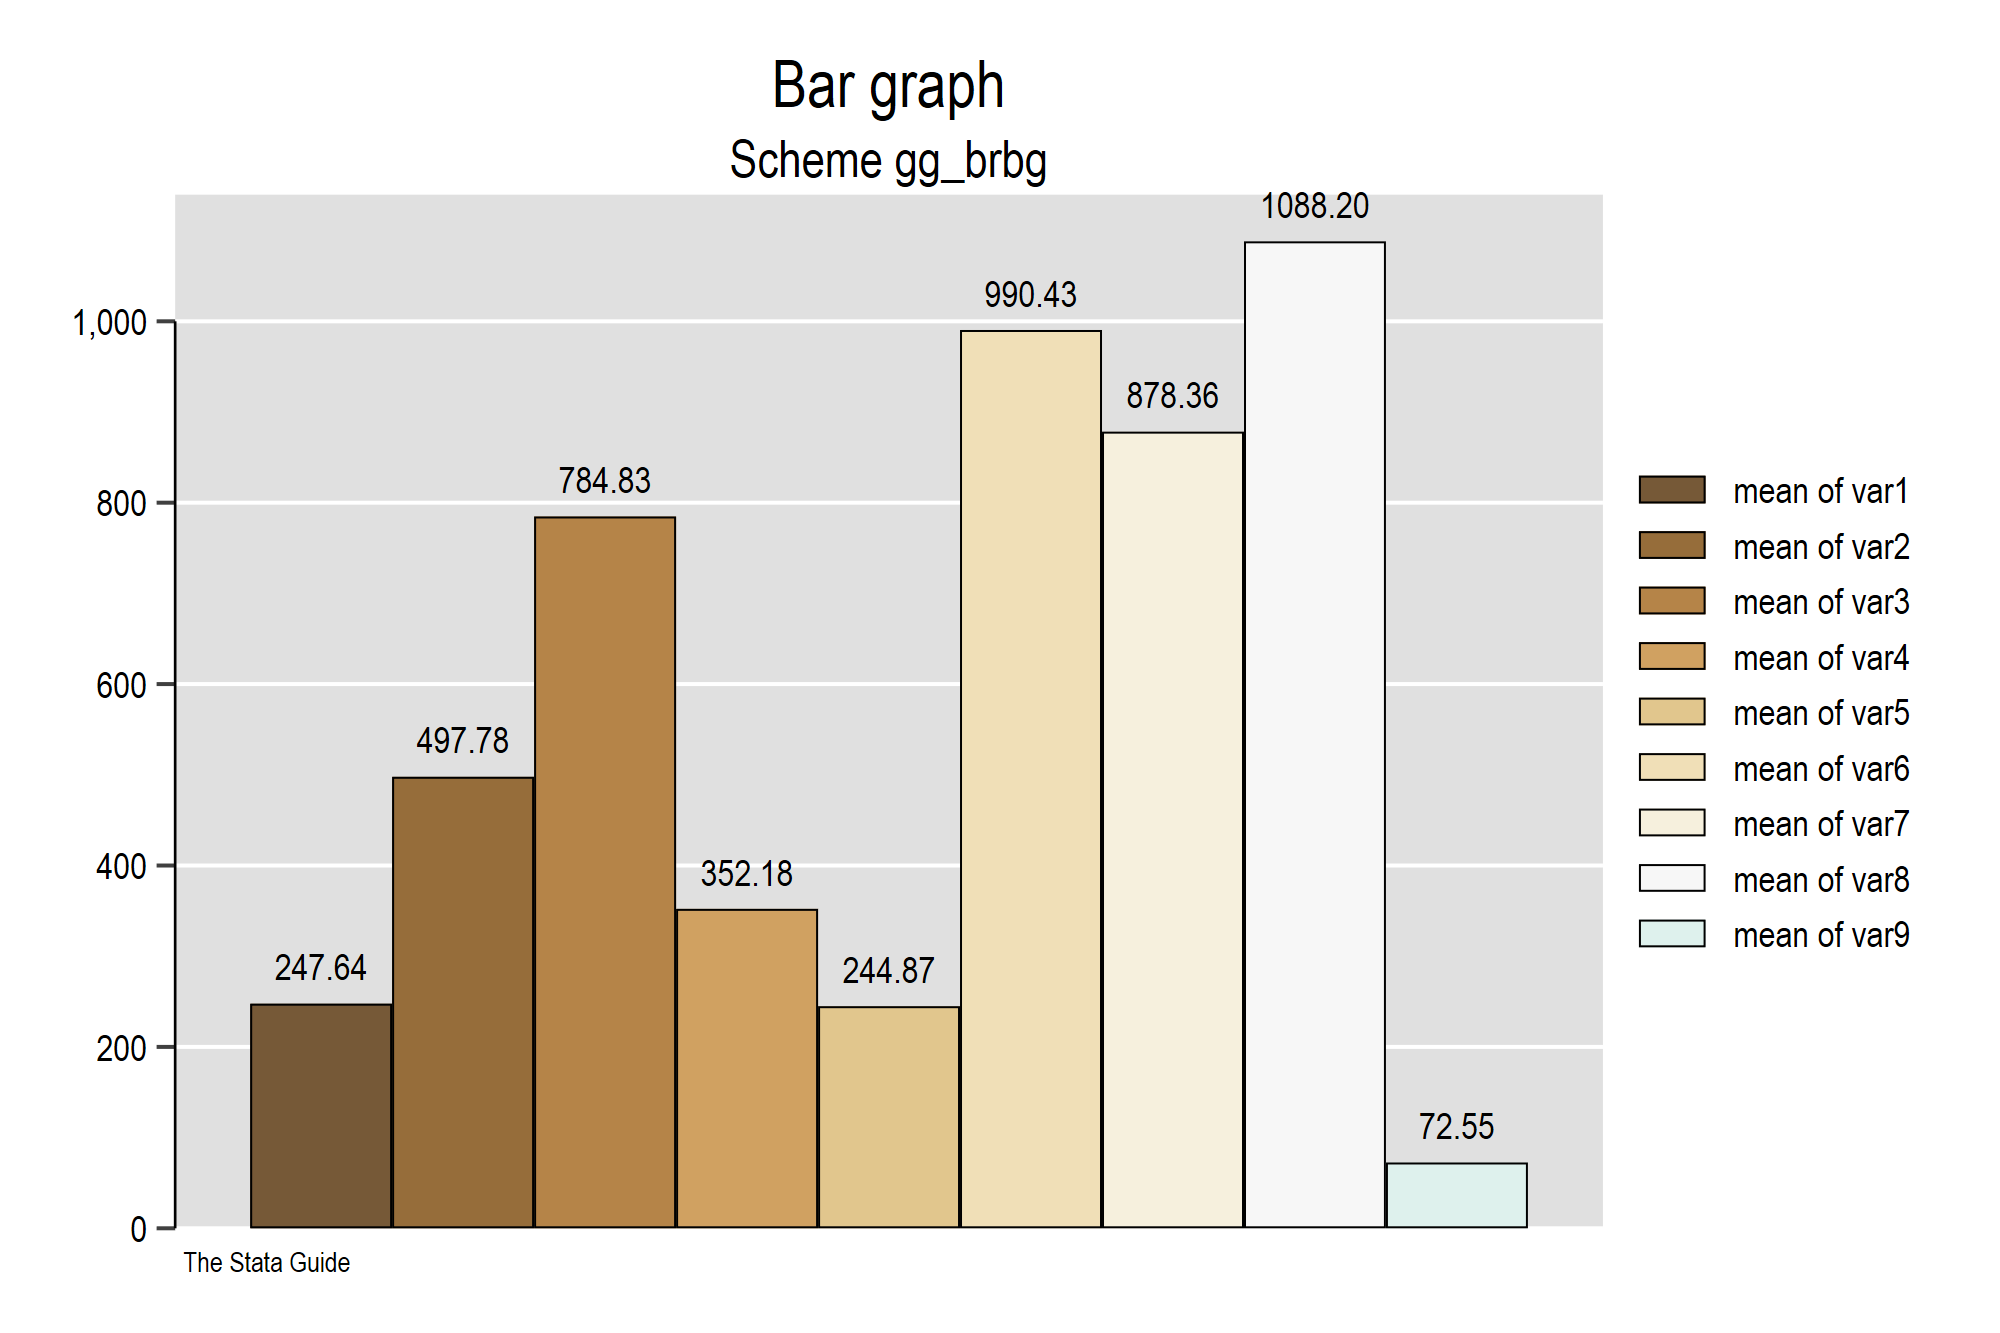 Bar graph
Scheme gg_brbg
1088.20
990.43
878.36
784.83
497.78
352.18
247.64
244.87
72.55
1,000
800
600
400
200
0
mean of var1
mean of var2
mean of var3
mean of var4
mean of var5
mean of var6
mean of var7
mean of var8
mean of var9
The Stata Guide